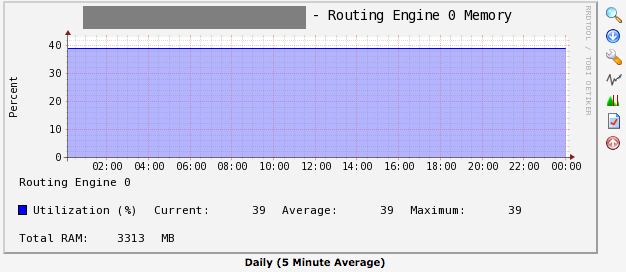 - Routing Engine 0 Memory
RRDTOOL / TOBI OETIKER
Percent
40
30
20
10
0
02:00 04:00 06:00 08:00 10:00 12:00 14:00 16:00 18:00 20:00 22:00 00:00
Routing Engine 0
Utilization (%) Current: 39 Average: 39 Maximum: 39
Total RAM: 3313 MB
Daily (5 Minute Average)